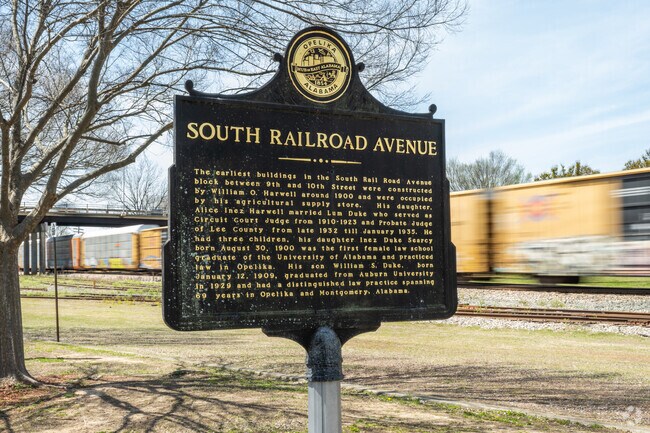 OPELIKA
ALABAMA
SOUTH RAILROAD AVENUE
The earliest buildings in the South Rail Road Avenue
block between 9th and 10th Street were constructed
by William O. Harwell around 1900 and were occupied
by his agricultural supply store. His daughter,
Alice Inez Harwell married Lum Duke who served as
Circuit Court Judge from 1910-1923 and Probate Judge
of Lee County from late 1932 till January 1935. He
had three children, his daughter Inez Duke Searcy
born August 30, 1900 was the first female law school
graduate of the University of Alabama and practiced
law in Opelika. His son William S. Duke, born
January 12, 1909, graduated from Auburn University
in 1929 and had a distinguished law practice spanning
69 years in Opelika and Montgomery, Alabama.